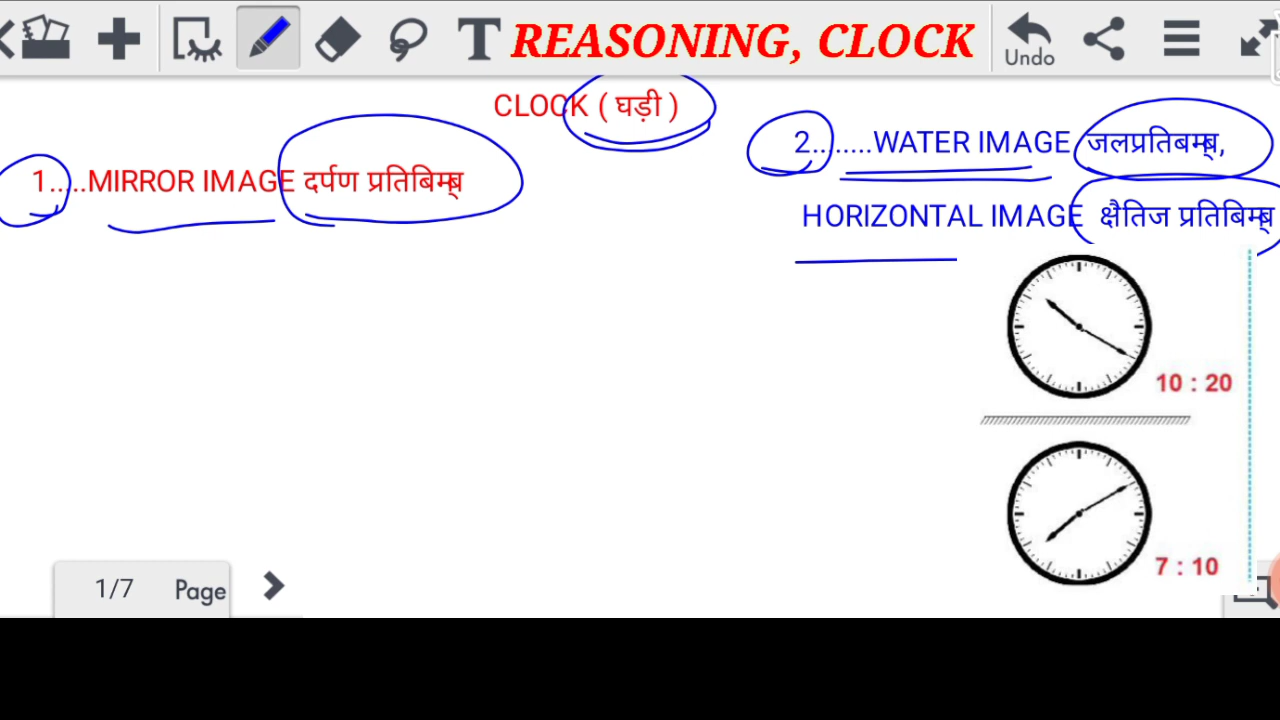 REASONING, CLOCK
Undo
CLOCK ( घड़ी )
1.....MIRROR IMAGE दर्पण प्रतिबिम्ब
2........WATER IMAGE जलप्रतिबम्ब,
HORIZONTAL IMAGE क्षैतिज प्रतिबिम्ब
10 : 20
7 : 10
1/7 Page